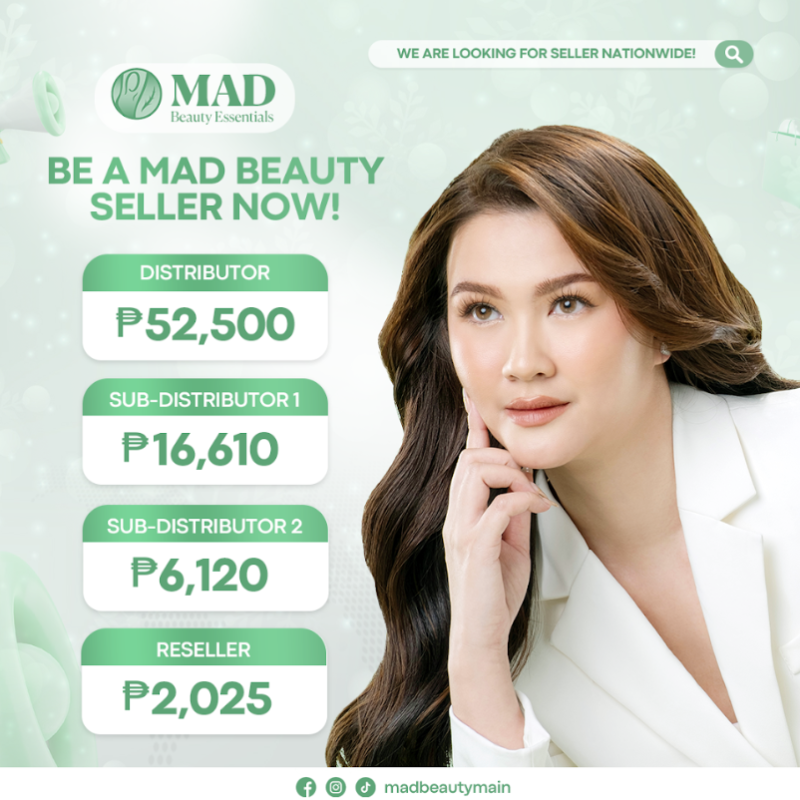 WE ARE LOOKING FOR SELLER NATIONWIDE!
MAD
Beauty Essentials
BE A MAD BEAUTY
SELLER NOW!
DISTRIBUTOR
₱52,500
SUB-DISTRIBUTOR 1
₱16,610
SUB-DISTRIBUTOR 2
₱6,120
RESELLER
₱2,025
madbeautymain